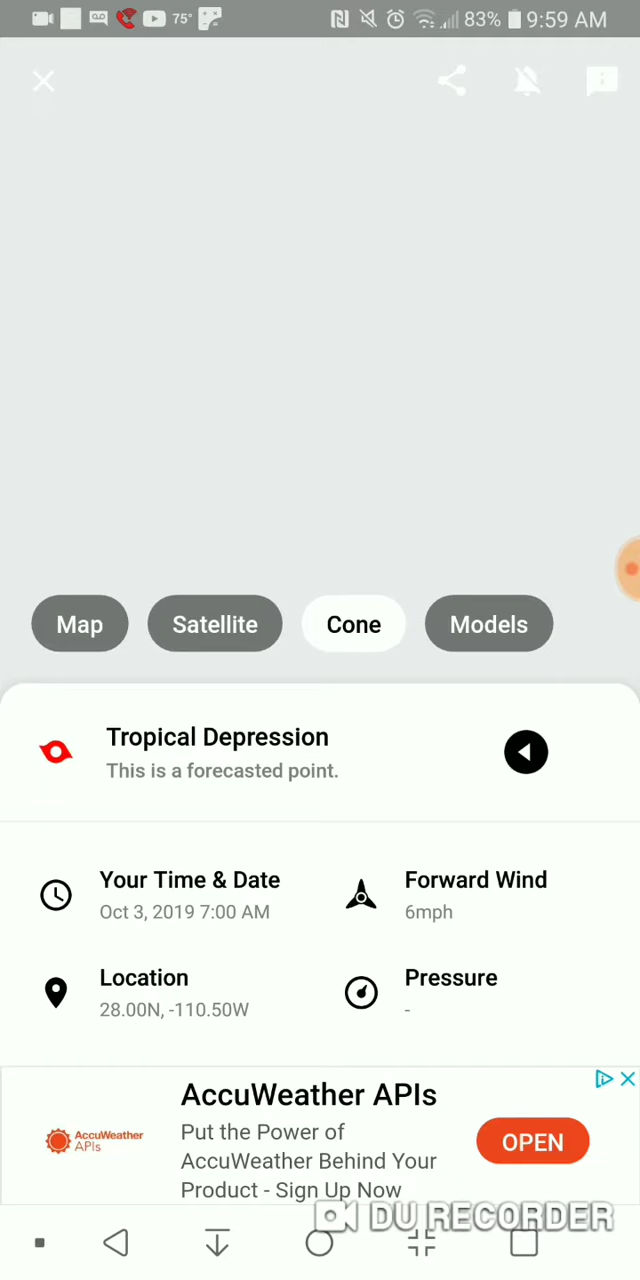 75° 83% 9:59 AM
Map Satellite Cone Models
Tropical Depression
This is a forecasted point.
Your Time & Date
Oct 3, 2019 7:00 AM
Forward Wind
6mph
Location
28.00N, -110.50W
Pressure
-
AccuWeather APIs
Put the Power of
AccuWeather Behind Your
Product - Sign Up Now
AccuWeather
APIs
OPEN
DU RECORDER